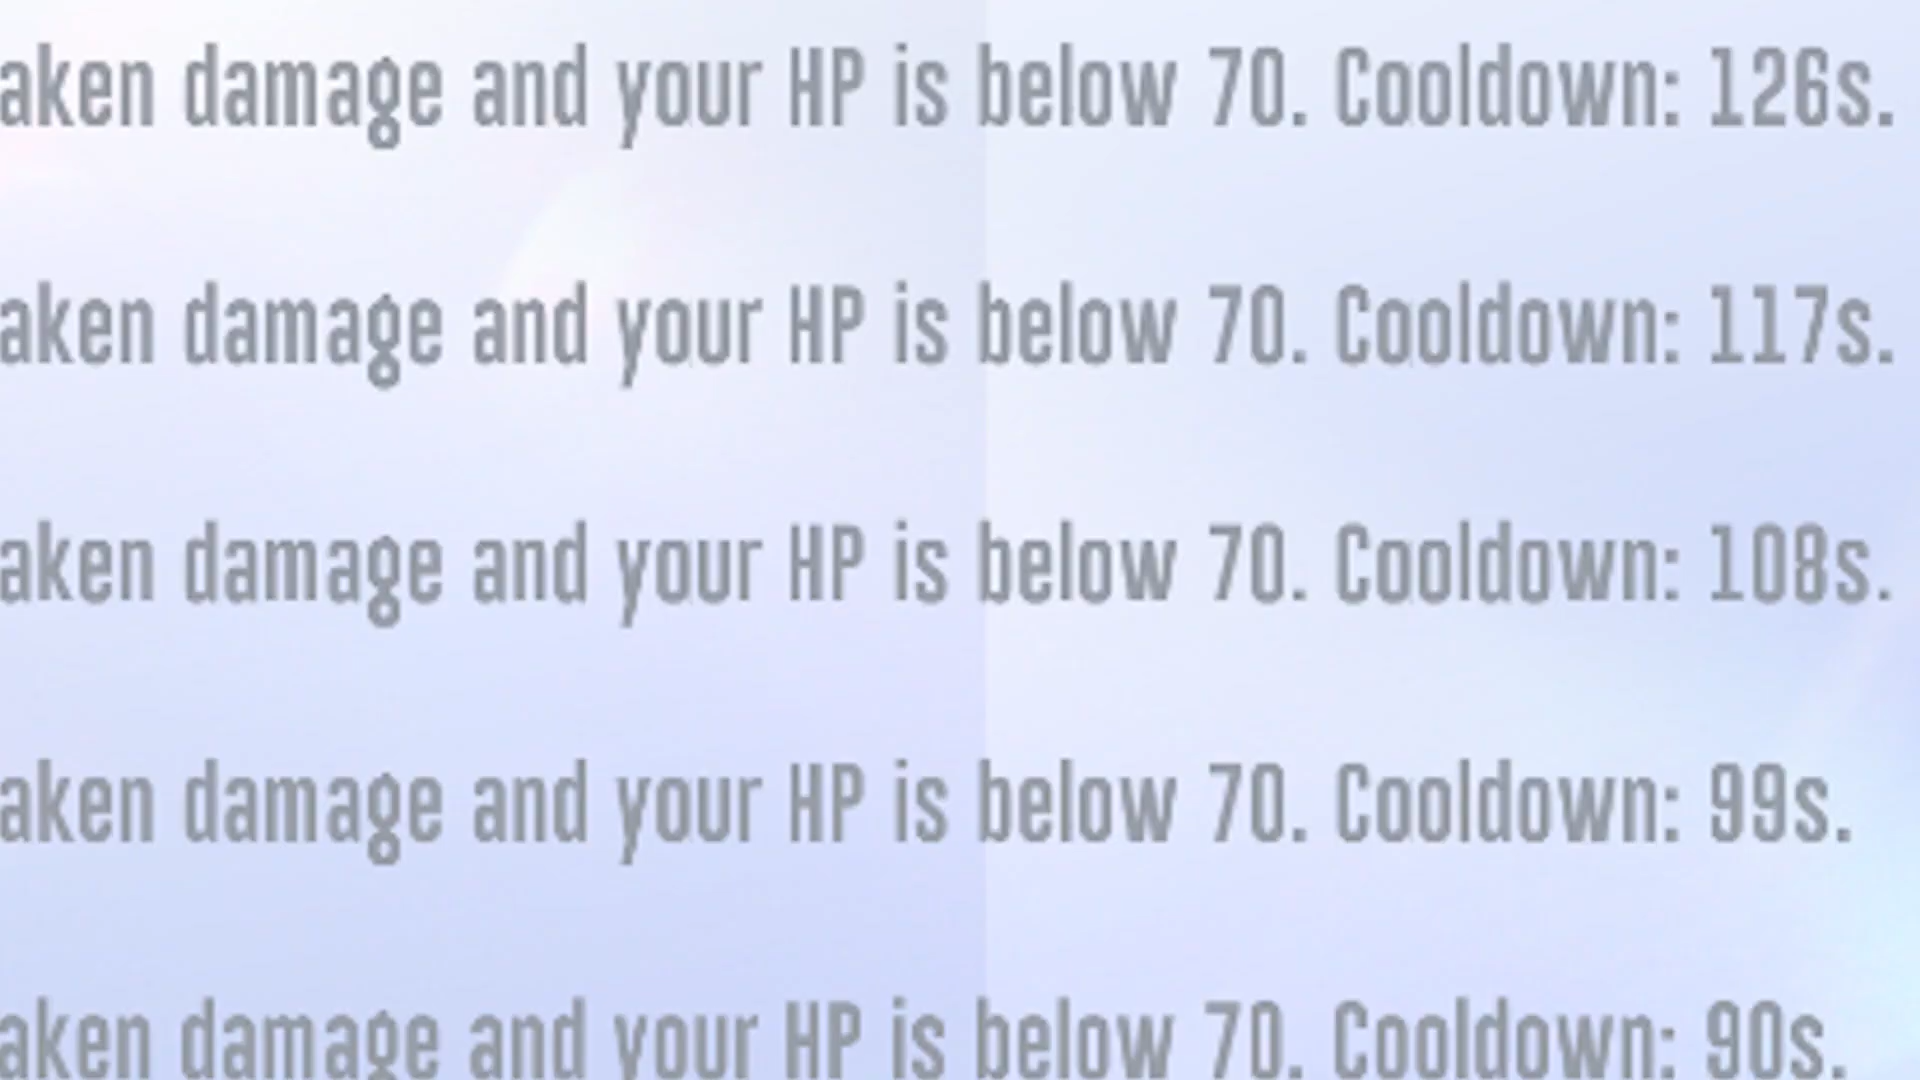 aken damage and your HP is below 70. Cooldown: 126s.
aken damage and your HP is below 70. Cooldown: 117s.
aken damage and your HP is below 70. Cooldown: 108s.
aken damage and your HP is below 70. Cooldown: 99s.
aken damage and your HP is below 70. Cooldown: 90s.